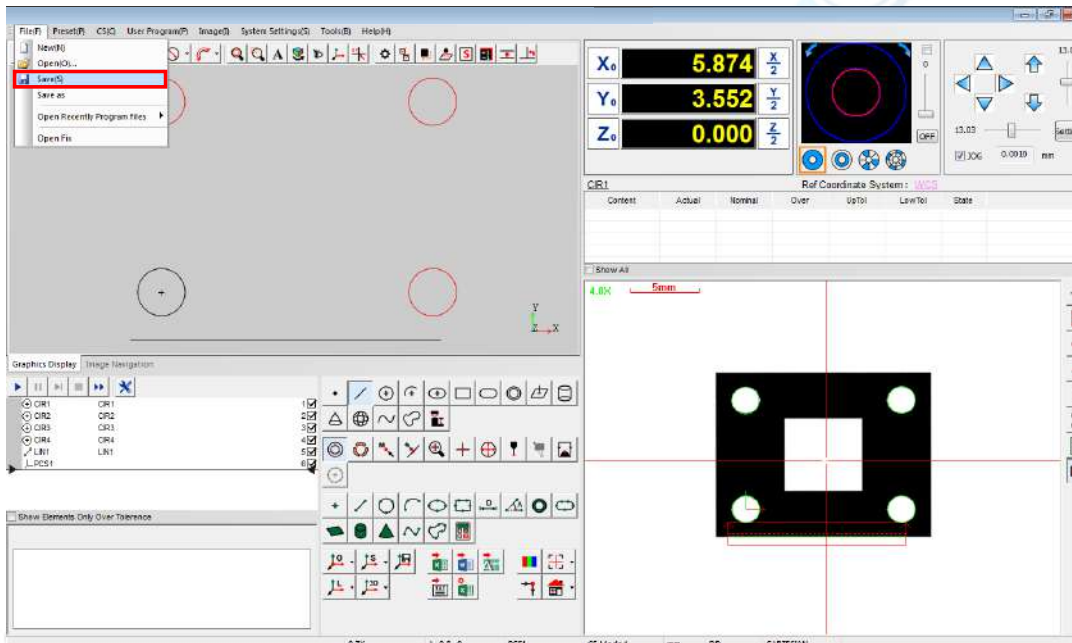 File(F) Preset(P) CS(C) User Program(P) Image(I) System Settings(S) Tools(B) Help(H)
New(N)
Open(O)...
Save(S)
Save as
Open Recently Program files
Open Fix
A S
X₀ 5.874 X/2
Y₀ 3.552 Y/2
Z₀ 0.000 Z/2
0
OFF
13.03
JOG 0.0019 mm
CIR1 Ref Coordinate System : WCS
Content Actual Nominal Over UpTol LowTol State
Show All
4.0X 5mm
Y
Z X
Graphics Display Image Navigation
CIR1 CIR1 1
CIR2 CIR2 2
CIR3 CIR3 3
CIR4 CIR4 4
LIN1 LIN1 5
PCS1 6
Show Elements Only Over Tolerence